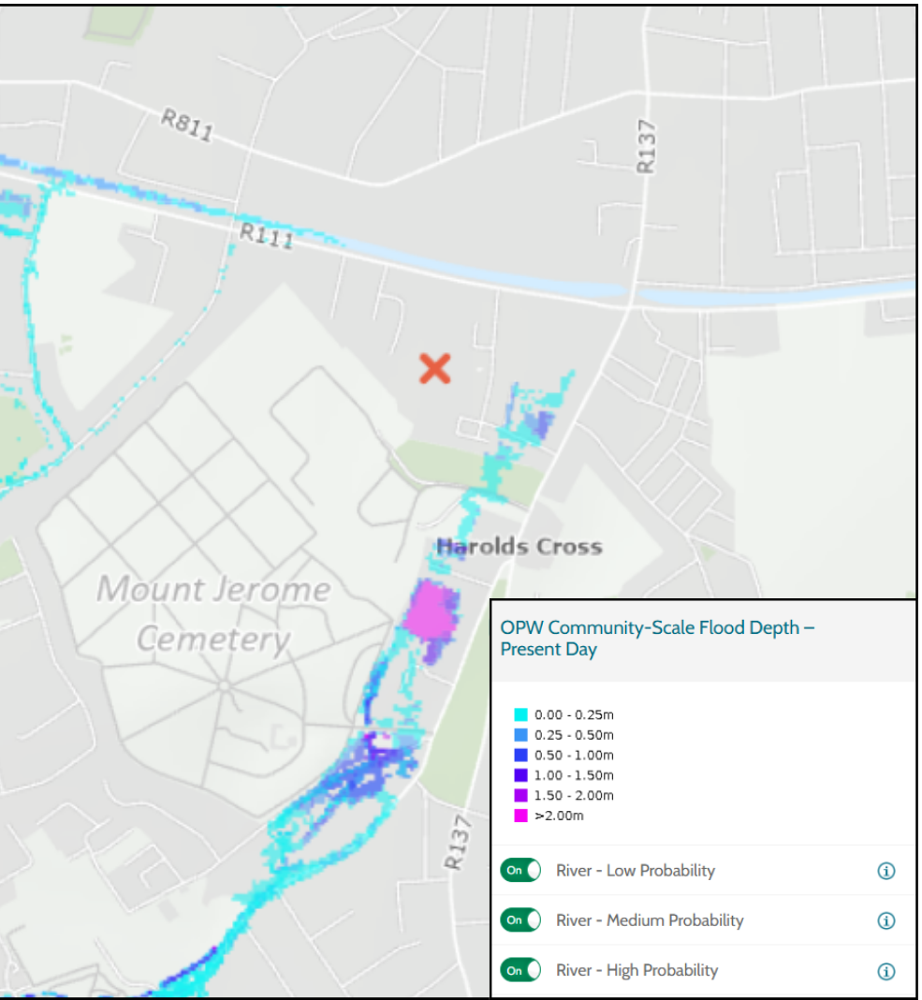 R811
R137
R111
Harolds Cross
Mount Jerome
Cemetery
R137
OPW Community-Scale Flood Depth –
Present Day
0.00 - 0.25m
0.25 - 0.50m
0.50 - 1.00m
1.00 - 1.50m
1.50 - 2.00m
>2.00m
On River - Low Probability i
On River - Medium Probability i
On River - High Probability i